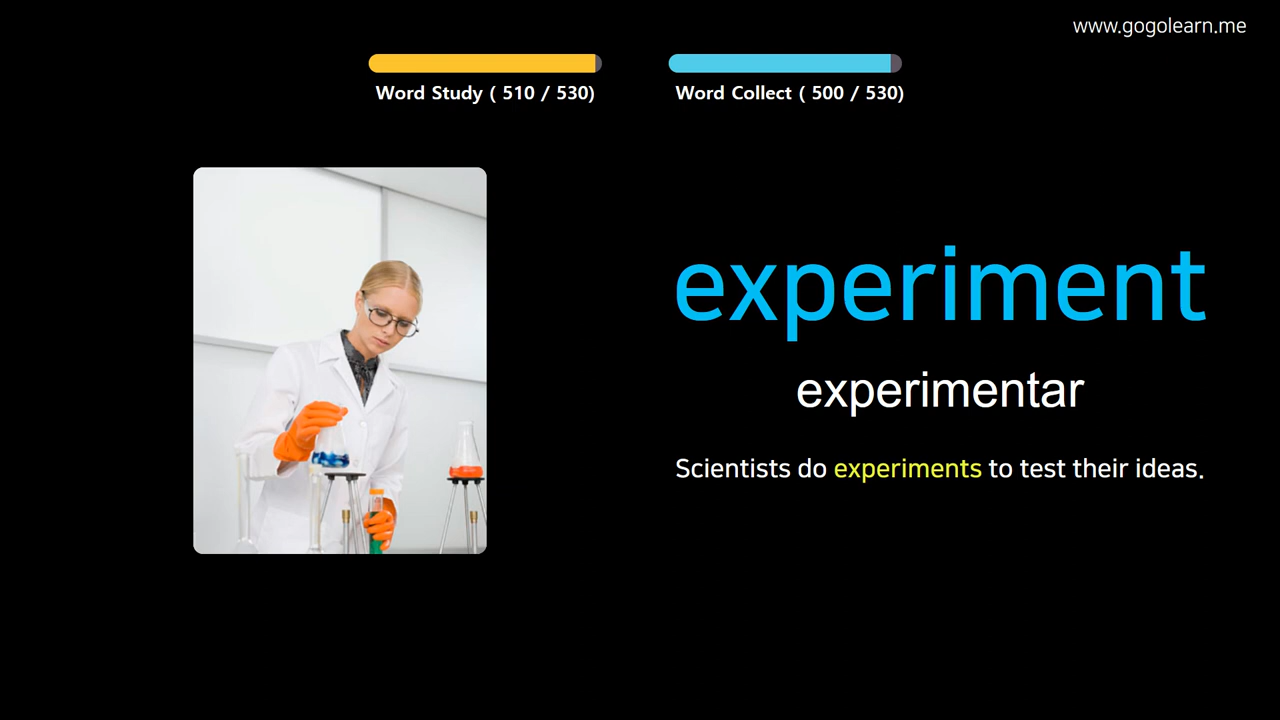 www.gogolearn.me
Word Study ( 510 / 530)
Word Collect ( 500 / 530)
experiment
experimentar
Scientists do experiments to test their ideas.